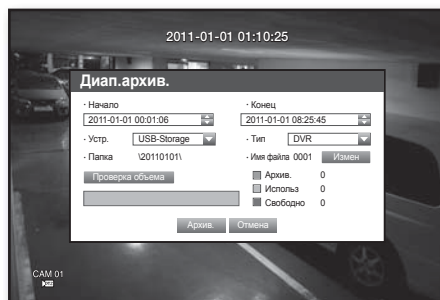 2011-01-01 01:10:25
Диап.архив.
· Начало
· Конец
2011-01-01 00:01:06
2011-01-01 08:25:45
· Устр. USB-Storage
· Тип DVR
· Папка \20110101\
· Имя файла 0001 Измен
Проверка объема
Архив. 0
Использ 0
Свободно 0
Архив. Отмена
CAM 01